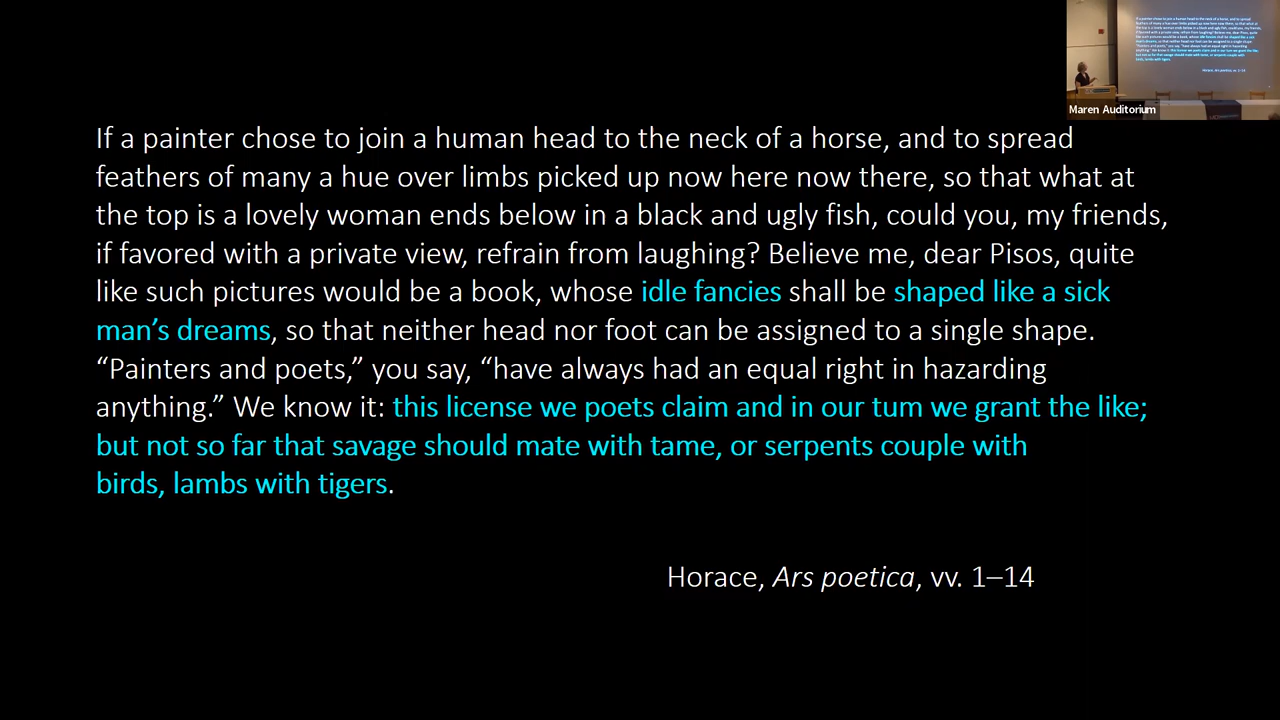 If a painter chose to join a human head to the neck of a horse, and to spread
feathers of many a hue over limbs picked up now here now there, so that what at
the top is a lovely woman ends below in a black and ugly fish, could you, my friends,
if favored with a private view, refrain from laughing? Believe me, dear Pisos, quite
like such pictures would be a book, whose idle fancies shall be shaped like a sick
man’s dreams, so that neither head nor foot can be assigned to a single shape.
“Painters and poets,” you say, “have always had an equal right in hazarding
anything.” We know it: this license we poets claim and in our tum we grant the like;
but not so far that savage should mate with tame, or serpents couple with
birds, lambs with tigers.
Horace, Ars poetica, vv. 1–14
Maren Auditorium